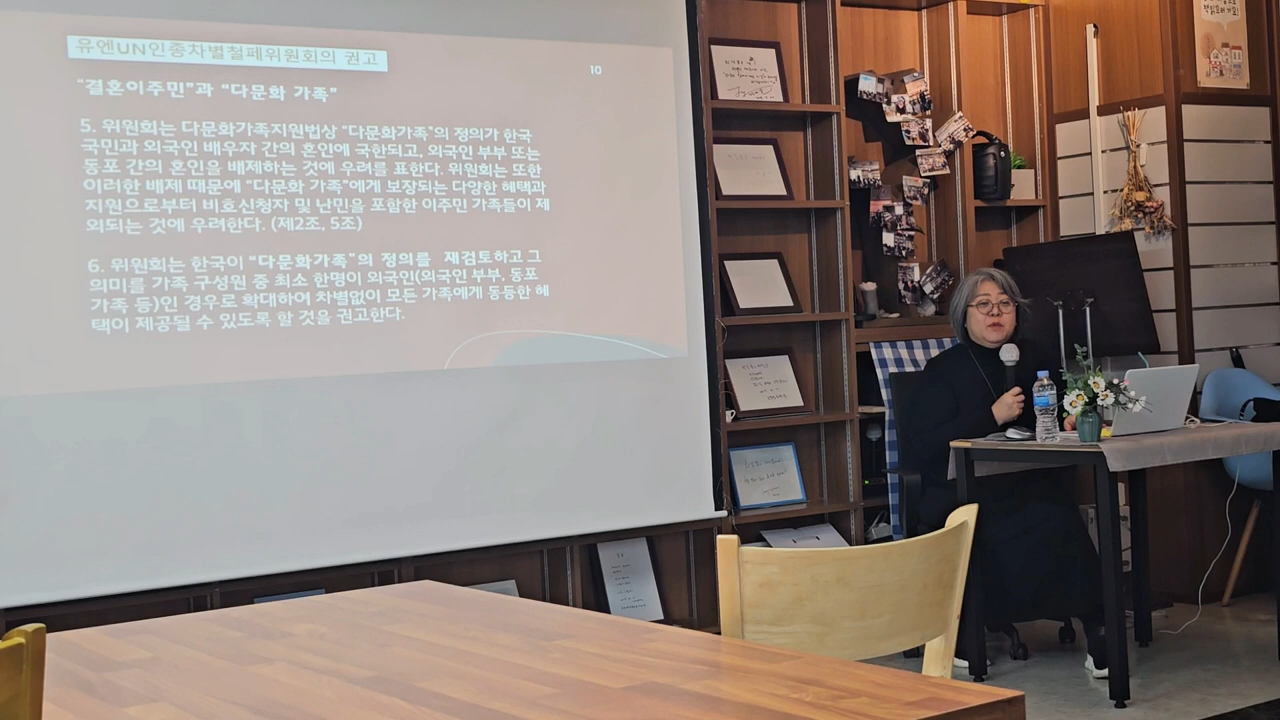 유엔UN인종차별철폐위원회의 권고
10
"결혼이주민"과 "다문화 가족"
5. 위원회는 다문화가족지원법상 "다문화가족"의 정의가 한국
국민과 외국인 배우자 간의 혼인에 국한되고, 외국인 부부 또는
동포 간의 혼인을 배제하는 것에 우려를 표한다. 위원회는 또한
이러한 배제 때문에 "다문화 가족"에게 보장되는 다양한 혜택과
지원으로부터 비호신청자 및 난민을 포함한 이주민 가족들이 제
외되는 것에 우려한다. (제2조, 5조)
6. 위원회는 한국이 "다문화가족"의 정의를 재검토하고 그
의미를 가족 구성원 중 최소 한명이 외국인(외국인 부부, 동포
가족 등)인 경우로 확대하여 차별없이 모든 가족에게 동등한 혜
택이 제공될 수 있도록 할 것을 권고한다.